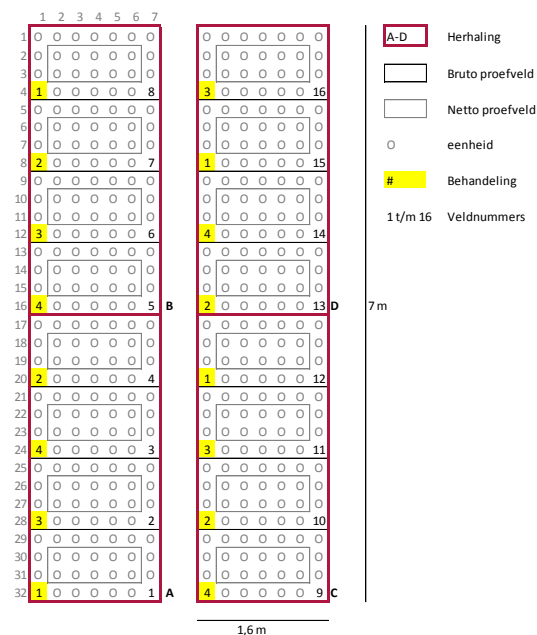 1 2 3 4 5 6 7
1 O O O O O O O O O O O O O O A-D Herhaling
2 O O O O O O O O O O O O O O
3 O O O O O O O O O O O O O O Bruto proefveld
4 1 O O O O O 8 3 O O O O O 16
5 O O O O O O O O O O O O O O Netto proefveld
6 O O O O O O O O O O O O O O
7 O O O O O O O O O O O O O O O eenheid
8 2 O O O O O 7 1 O O O O O 15
9 O O O O O O O O O O O O O O # Behandeling
10 O O O O O O O O O O O O O O
11 O O O O O O O O O O O O O O 1 t/m 16 Veldnummers
12 3 O O O O O 6 4 O O O O O 14
13 O O O O O O O O O O O O O O
14 O O O O O O O O O O O O O O
15 O O O O O O O O O O O O O O
16 4 O O O O O 5 B 2 O O O O O 13 D 7 m
17 O O O O O O O O O O O O O O
18 O O O O O O O O O O O O O O
19 O O O O O O O O O O O O O O
20 2 O O O O O 4 1 O O O O O 12
21 O O O O O O O O O O O O O O
22 O O O O O O O O O O O O O O
23 O O O O O O O O O O O O O O
24 4 O O O O O 3 3 O O O O O 11
25 O O O O O O O O O O O O O O
26 O O O O O O O O O O O O O O
27 O O O O O O O O O O O O O O
28 3 O O O O O 2 2 O O O O O 10
29 O O O O O O O O O O O O O O
30 O O O O O O O O O O O O O O
31 O O O O O O O O O O O O O O
32 1 O O O O O 1 A 4 O O O O O 9 C
1,6 m